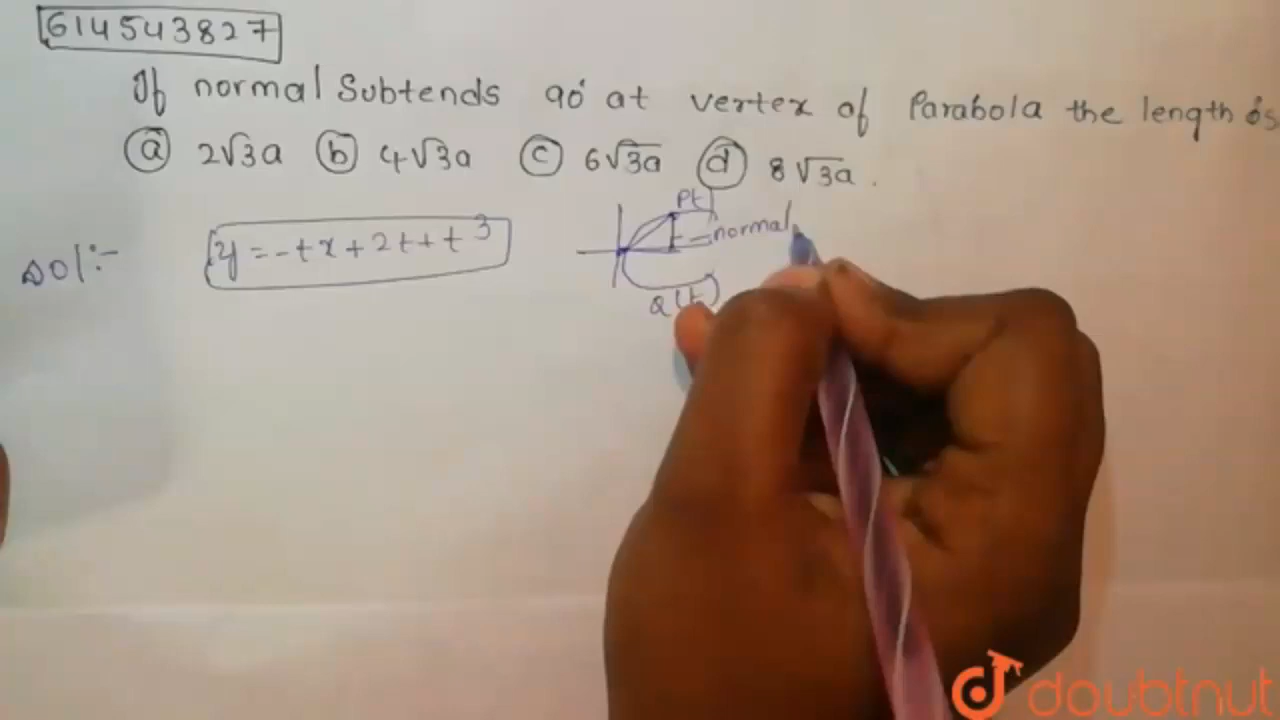 614543827
If normal Subtends 90° at vertex of Parabola the length is
(a) 2√3a (b) 4√3a (c) 6√3a (d) 8√3a.
Sol:- y = -tx + 2t + t³
P(t)
normal
Q(t)
doubtnut